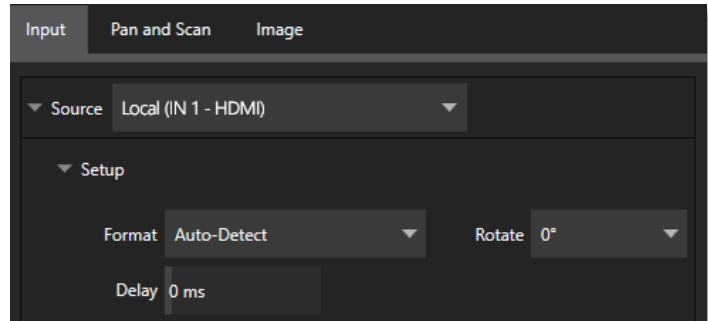 Input Pan and Scan Image
Source Local (IN 1 - HDMI)
Setup
Format Auto-Detect Rotate 0°
Delay 0 ms